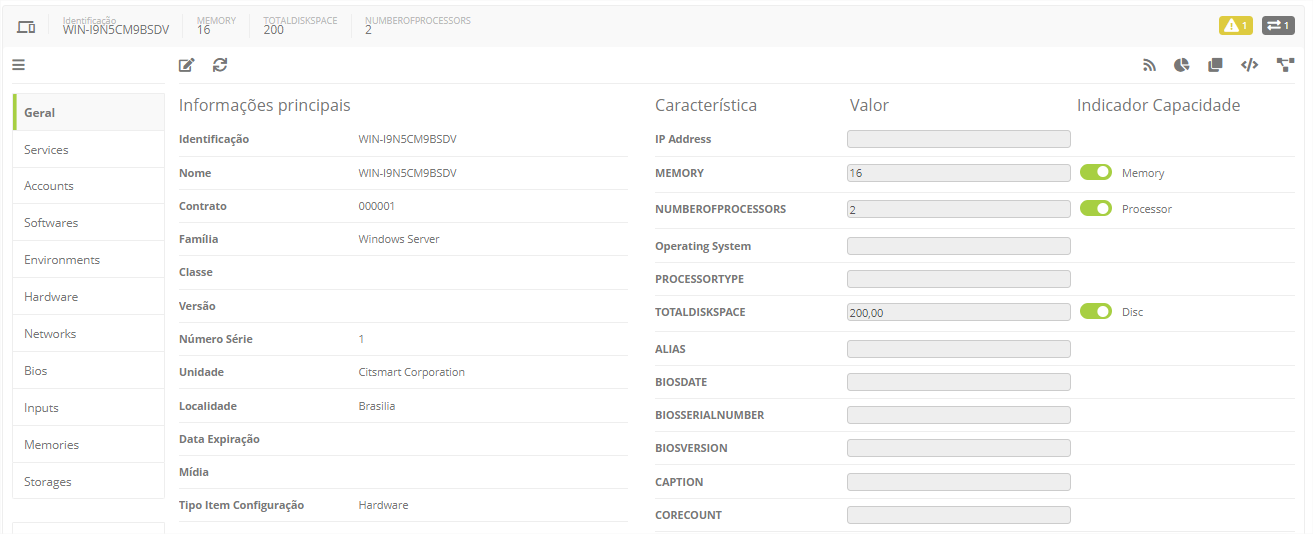 Identificação MEMORY TOTALDISKSPACE NUMBEROFPROCESSORS
WIN-I9N5CM9BSDV 16 200 2
1 1
Geral
Services
Accounts
Softwares
Environments
Hardware
Networks
Bios
Inputs
Memories
Storages
Informações principais
Identificação WIN-I9N5CM9BSDV
Nome WIN-I9N5CM9BSDV
Contrato 000001
Família Windows Server
Classe
Versão
Número Série 1
Unidade Citsmart Corporation
Localidade Brasilia
Data Expiração
Mídia
Tipo Item Configuração Hardware
Característica Valor Indicador Capacidade
IP Address
MEMORY 16 Memory
NUMBEROFPROCESSORS 2 Processor
Operating System
PROCESSORTYPE
TOTALDISKSPACE 200,00 Disc
ALIAS
BIOSDATE
BIOSSERIALNUMBER
BIOSVERSION
CAPTION
CORECOUNT